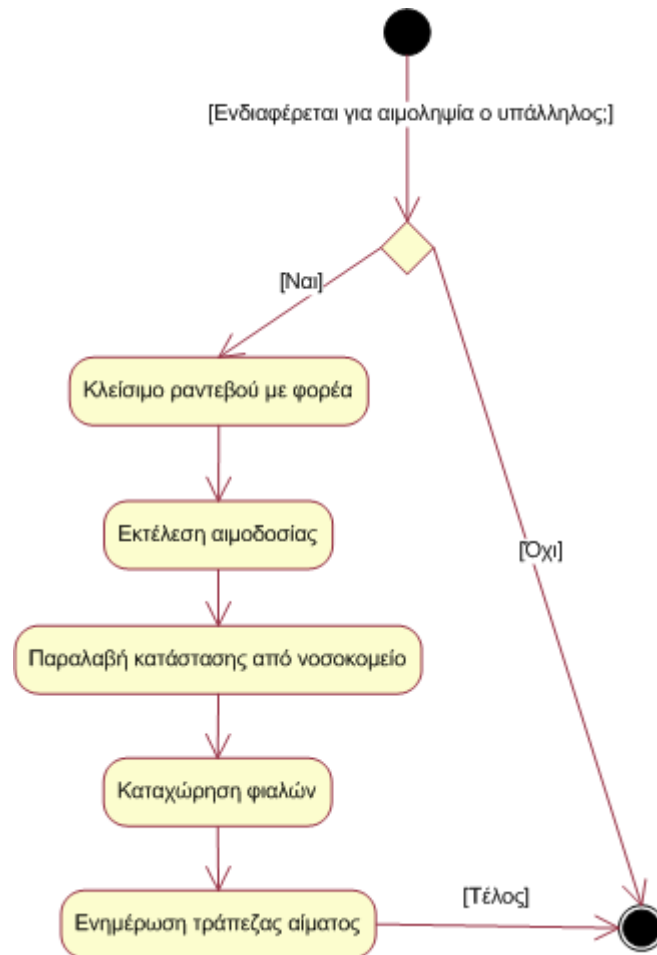 [Ενδιαφέρεται για αιμοληψία ο υπάλληλος;]
[Ναι]
Κλείσιμο ραντεβού με φορέα
Εκτέλεση αιμοδοσίας
[Όχι]
Παραλαβή κατάστασης από νοσοκομείο
Καταχώρηση φιαλών
[Τέλος]
Ενημέρωση τράπεζας αίματος